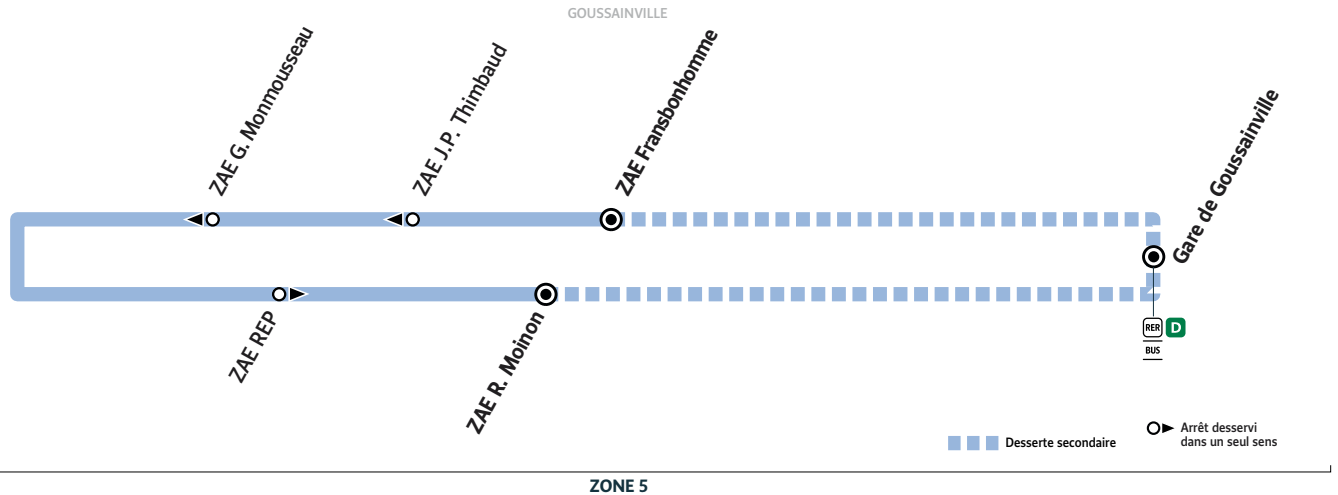 GOUSSAINVILLE
ZAE G. Monmousseau
ZAE J.P. Thimbaud
ZAE Fransbonhomme
Gare de Goussainville
ZAE REP
ZAE R. Moinon
RER D
BUS
Desserte secondaire
Arrêt desservi
dans un seul sens
ZONE 5